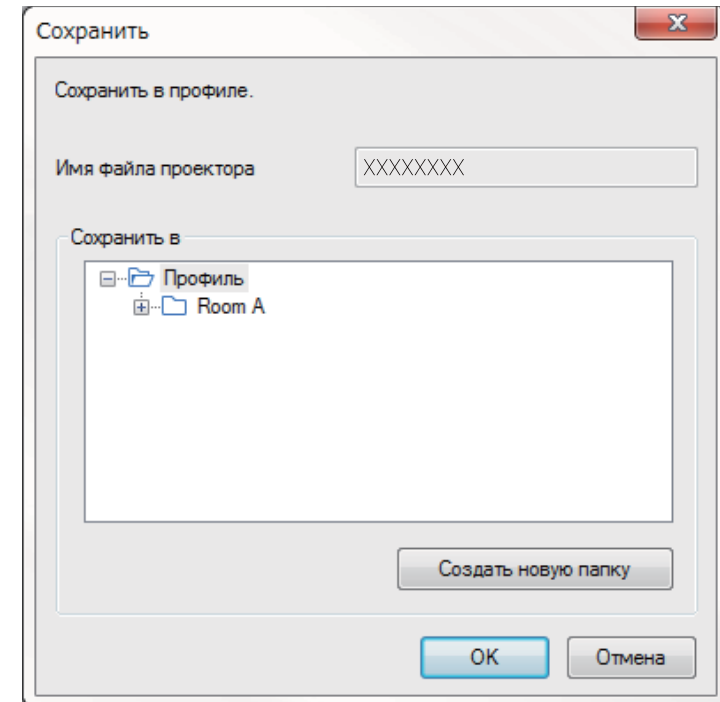 Сохранить
Сохранить в профиле.
Имя файла проектора XXXXXXXX
Сохранить в
Профиль
Room A
Создать новую папку
OK Отмена